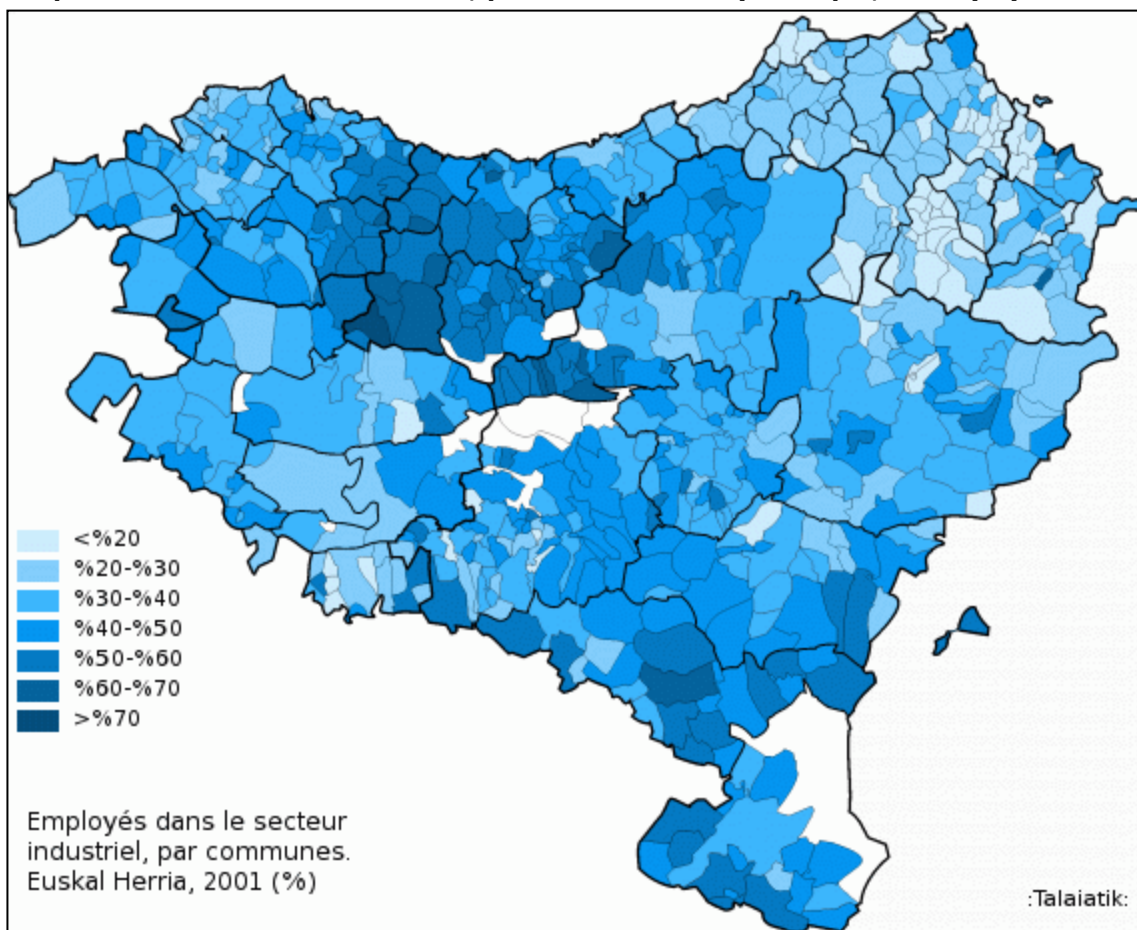 <%20
%20-%30
%30-%40
%40-%50
%50-%60
%60-%70
>%70
Employés dans le secteur
industriel, par communes.
Euskal Herria, 2001 (%)
:Talaiatik: